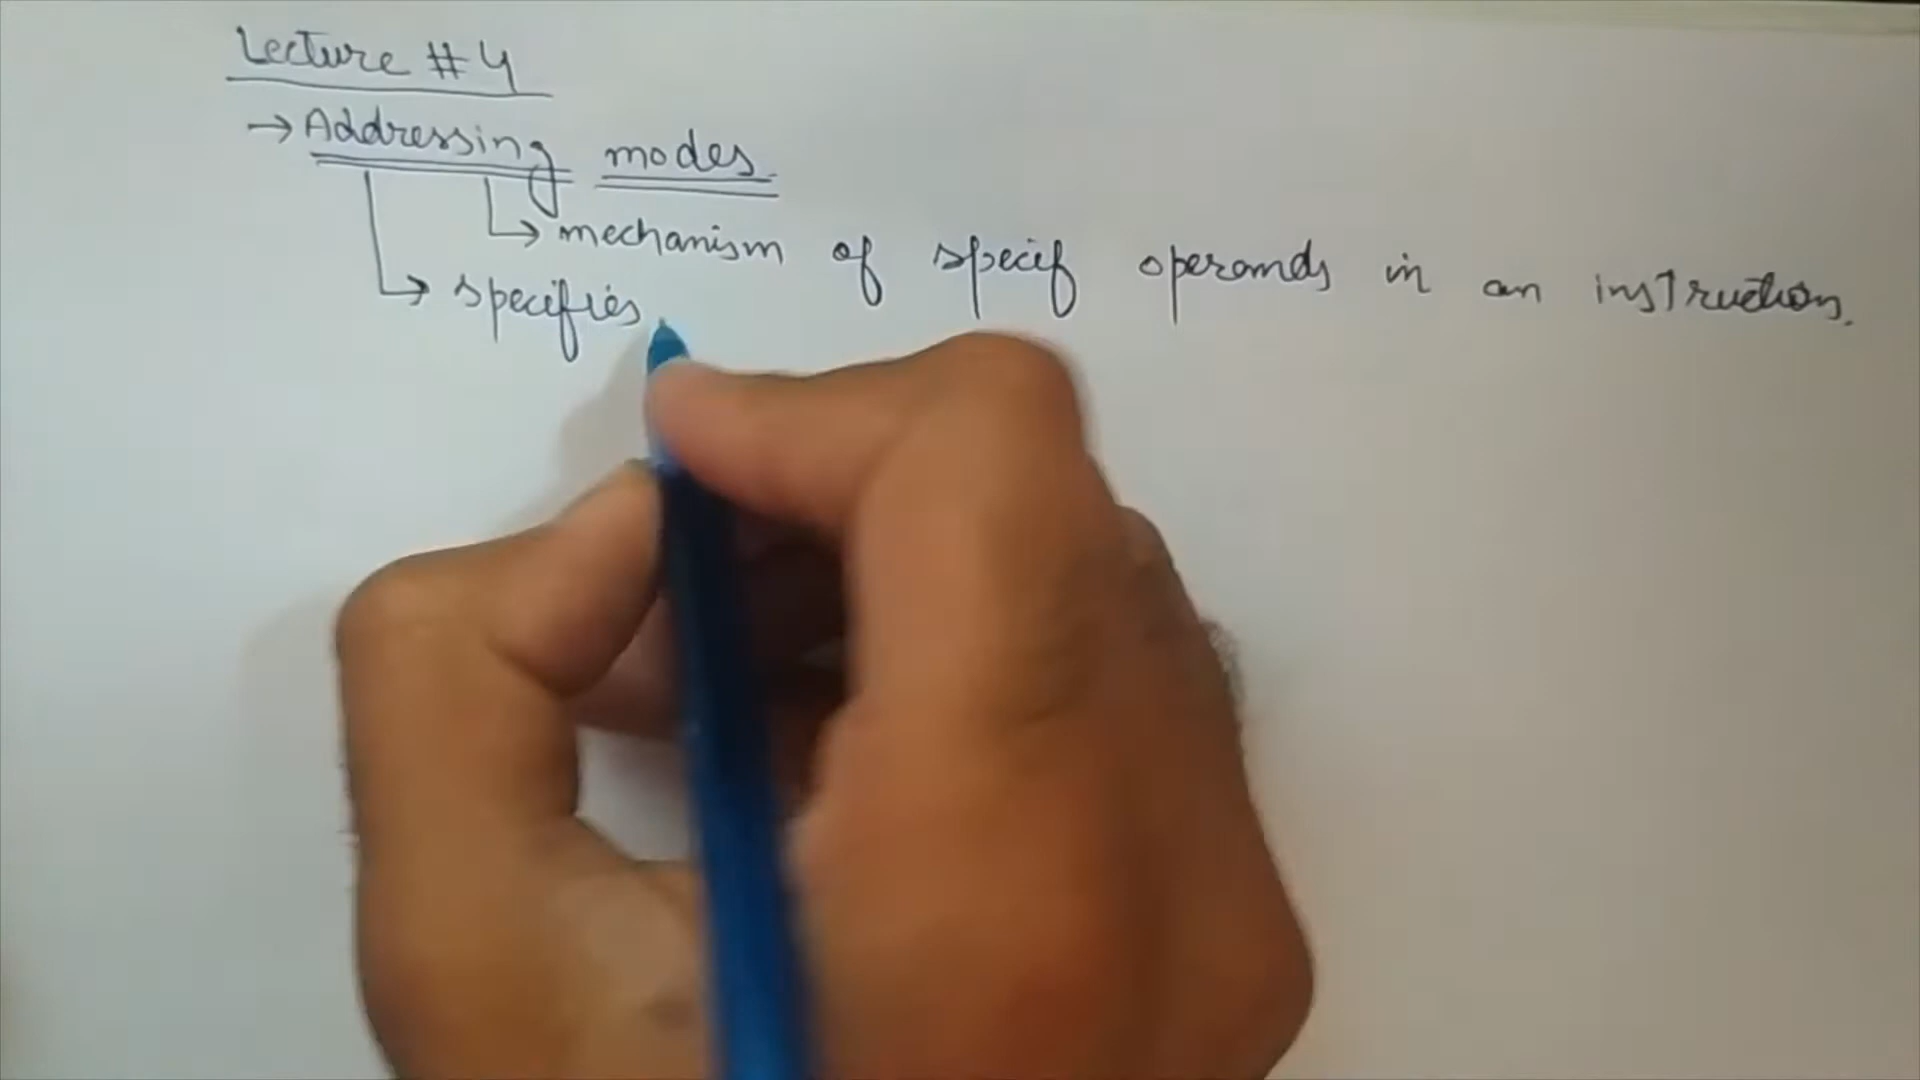 Lecture #4
→ Addressing modes
↳ mechanism of specif operands in an instruction.
↳ specifies